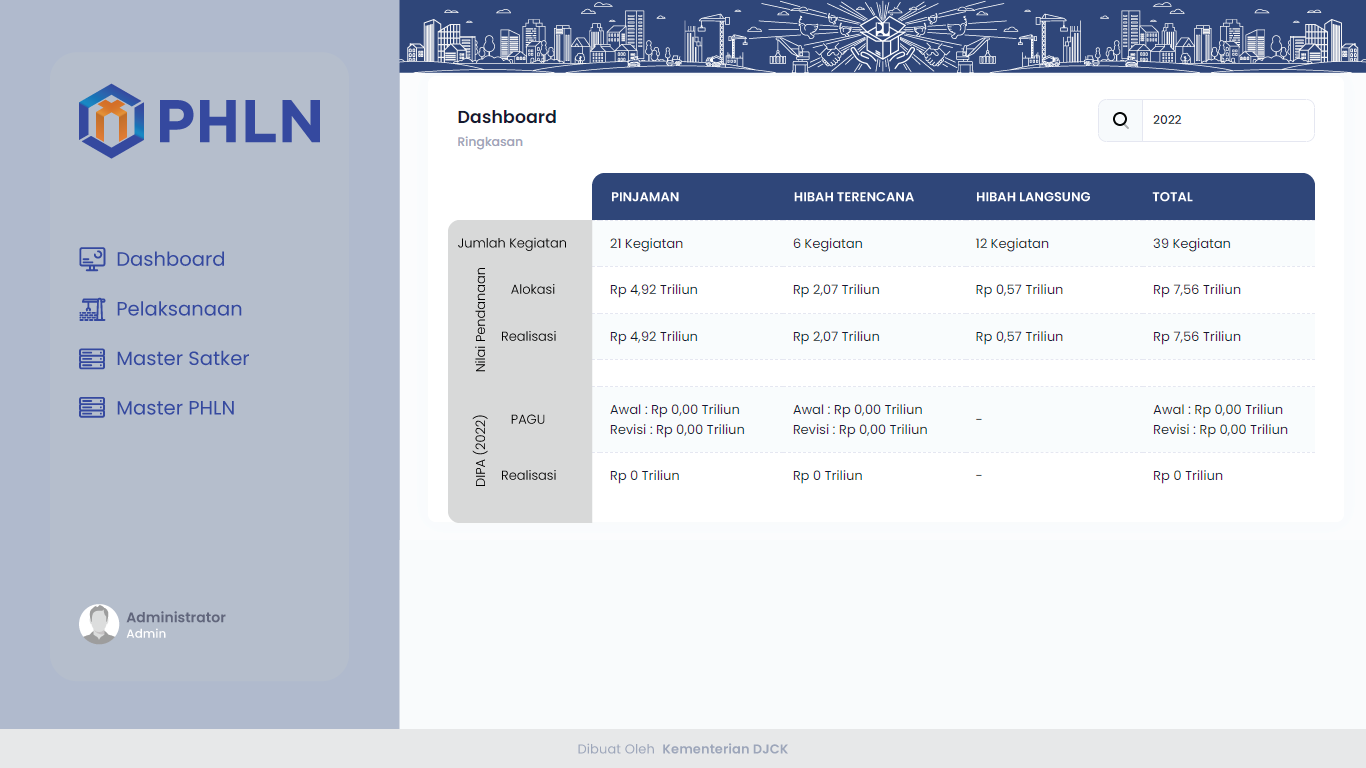 PHLN
Dashboard
Pelaksanaan
Master Satker
Master PHLN
Administrator
Admin
Dashboard
Ringkasan
2022
PINJAMAN HIBAH TERENCANA HIBAH LANGSUNG TOTAL
Jumlah Kegiatan 21 Kegiatan 6 Kegiatan 12 Kegiatan 39 Kegiatan
Nilai Pendanaan
Alokasi Rp 4,92 Triliun Rp 2,07 Triliun Rp 0,57 Triliun Rp 7,56 Triliun
Realisasi Rp 4,92 Triliun Rp 2,07 Triliun Rp 0,57 Triliun Rp 7,56 Triliun
DIPA (2022)
PAGU Awal : Rp 0,00 Triliun Awal : Rp 0,00 Triliun - Awal : Rp 0,00 Triliun
Revisi : Rp 0,00 Triliun Revisi : Rp 0,00 Triliun Revisi : Rp 0,00 Triliun
Realisasi Rp 0 Triliun Rp 0 Triliun - Rp 0 Triliun
Dibuat Oleh Kementerian DJCK